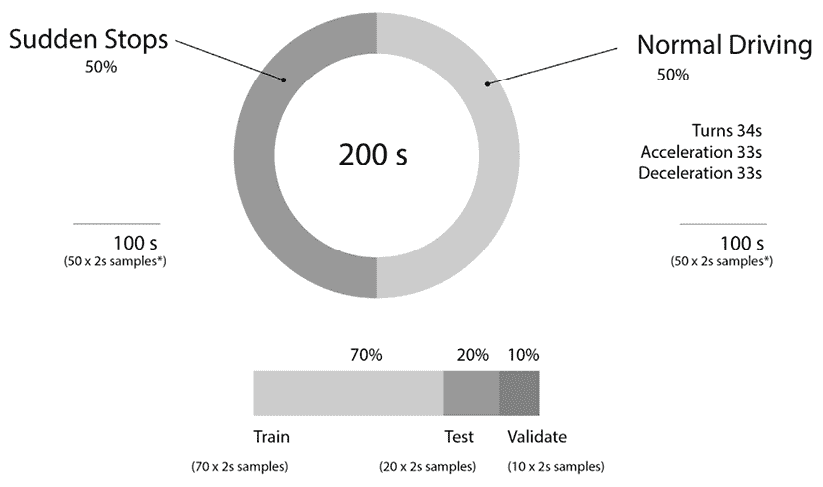 Sudden Stops
50%
Normal Driving
50%
Turns 34s
Acceleration 33s
Deceleration 33s
200 s
100 s
(50 x 2s samples*)
100 s
(50 x 2s samples*)
70%
20%
10%
Train
Test
Validate
(70 x 2s samples)
(20 x 2s samples)
(10 x 2s samples)